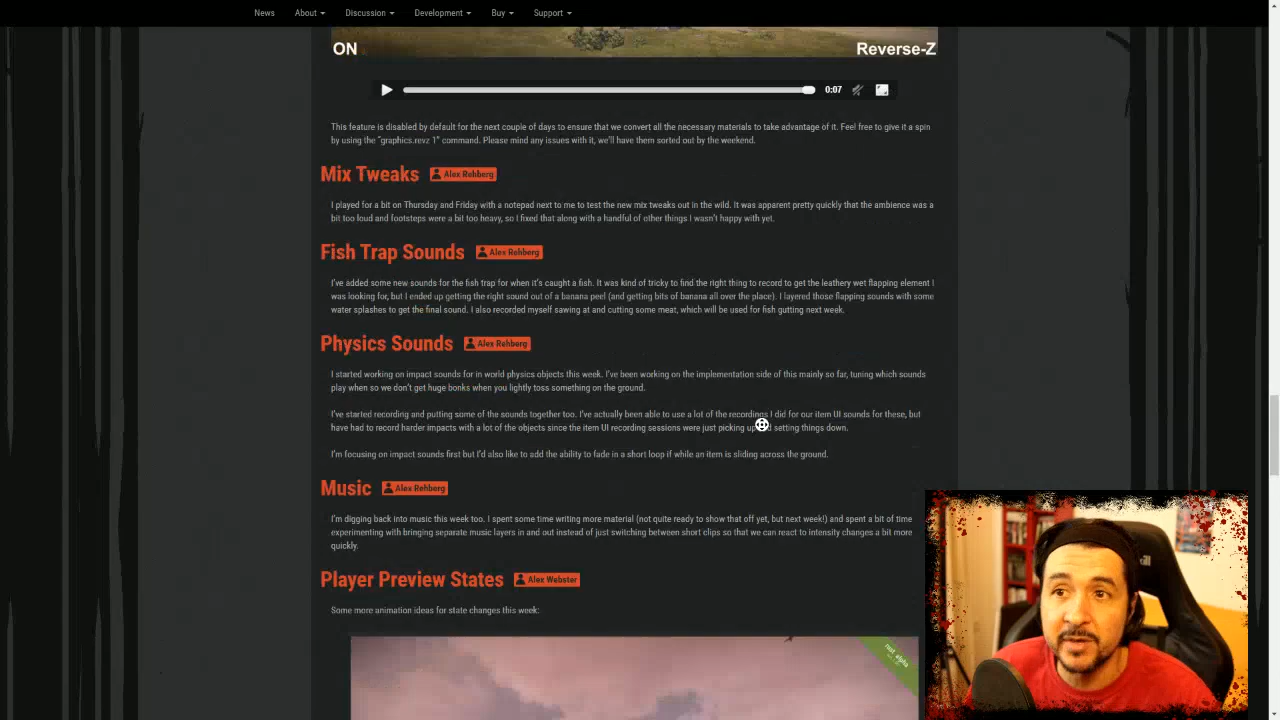 News About Discussion Development Buy Support
ON Reverse-Z
0:07
This feature is disabled by default for the next couple of days to ensure that we convert all the necessary materials to take advantage of it. Feel free to give it a spin
by using the "graphics.revz 1" command. Please mind any issues with it, we'll have them sorted out by the weekend.
Mix Tweaks Alex Rehberg
I played for a bit on Thursday and Friday with a notepad next to me to test the new mix tweaks out in the wild. It was apparent pretty quickly that the ambience was a
bit too loud and footsteps were a bit too heavy, so I fixed that along with a handful of other things I wasn't happy with yet.
Fish Trap Sounds Alex Rehberg
I've added some new sounds for the fish trap for when it's caught a fish. It was kind of tricky to find the right thing to record to get the leathery wet flapping element I
was looking for, but I ended up getting the right sound out of a banana peel (and getting bits of banana all over the place). I layered those flapping sounds with some
water splashes to get the final sound. I also recorded myself sawing at and cutting some meat, which will be used for fish gutting next week.
Physics Sounds Alex Rehberg
I started working on impact sounds for in world physics objects this week. I've been working on the implementation side of this mainly so far, tuning which sounds
play when so we don't get huge bonks when you lightly toss something on the ground.
I've started recording and putting some of the sounds together too. I've actually been able to use a lot of the recordings I did for our item UI sounds for these, but
have had to record harder impacts with a lot of the objects since the item UI recording sessions were just picking up setting things down.
I'm focusing on impact sounds first but I'd also like to add the ability to fade in a short loop if while an item is sliding across the ground.
Music Alex Rehberg
I'm digging back into music this week too. I spent some time writing more material (not quite ready to show that off yet, but next week!) and spent a bit of time
experimenting with bringing separate music layers in and out instead of just switching between short clips so that we can react to intensity changes a bit more
quickly.
Player Preview States Alex Webster
Some more animation ideas for state changes this week:
rust alpha